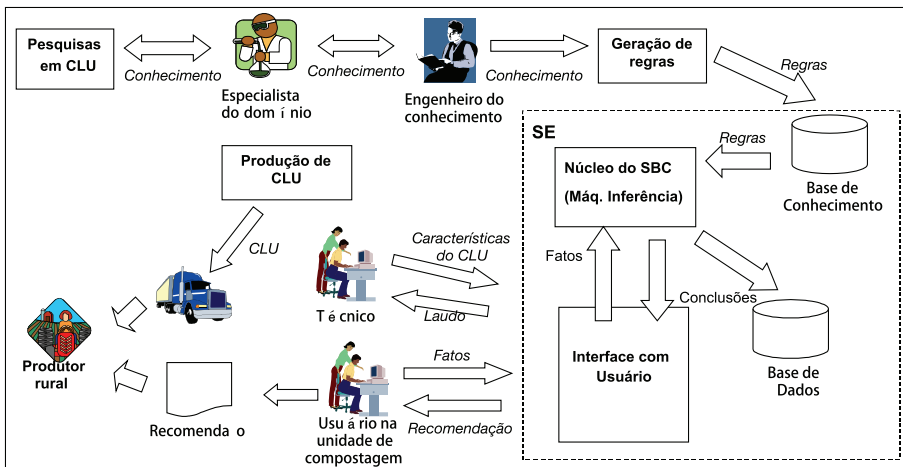 Pesquisas
em CLU
Conhecimento
Especialista
do dom í nio
Conhecimento
Engenheiro do
conhecimento
Conhecimento
Geração de
regras
Regras
SE
Regras
Núcleo do SBC
(Máq. Inferência)
Base de
Conhecimento
Produção de
CLU
CLU
Características
do CLU
T é cnico
Laudo
Fatos
Conclusões
Produtor
rural
Interface com
Usuário
Base de
Dados
Fatos
Recomenda o
Usu á rio na
unidade de
compostagem
Recomendação